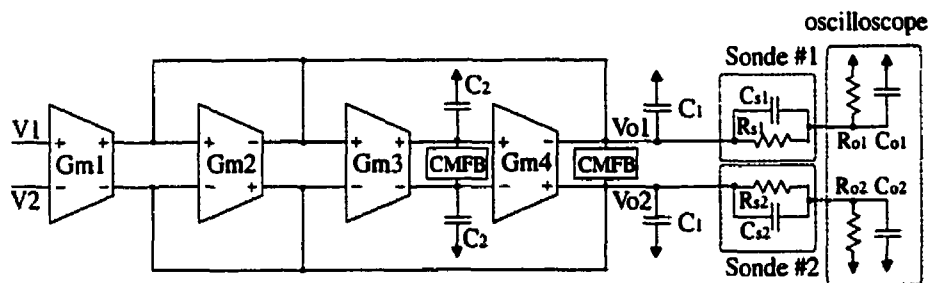 oscilloscope
Sonde #1
C2
C1
Cs1
Rs1
Ro1 Co1
V1
V2
+ − + − + + + −
Gm1 Gm2 Gm3 CMFB Gm4 CMFB
− + − + − − − +
Vo1
Vo2
C2
C1
Rs2
Cs2
Ro2 Co2
Sonde #2